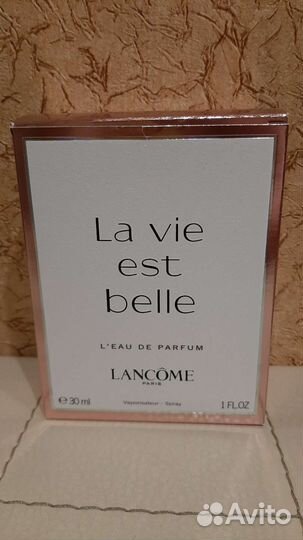 La vie
est
belle
L'EAU DE PARFUM
LANCÔME
PARIS
℮ 30 ml Vaporisateur - Spray 1 FL.OZ
Avito